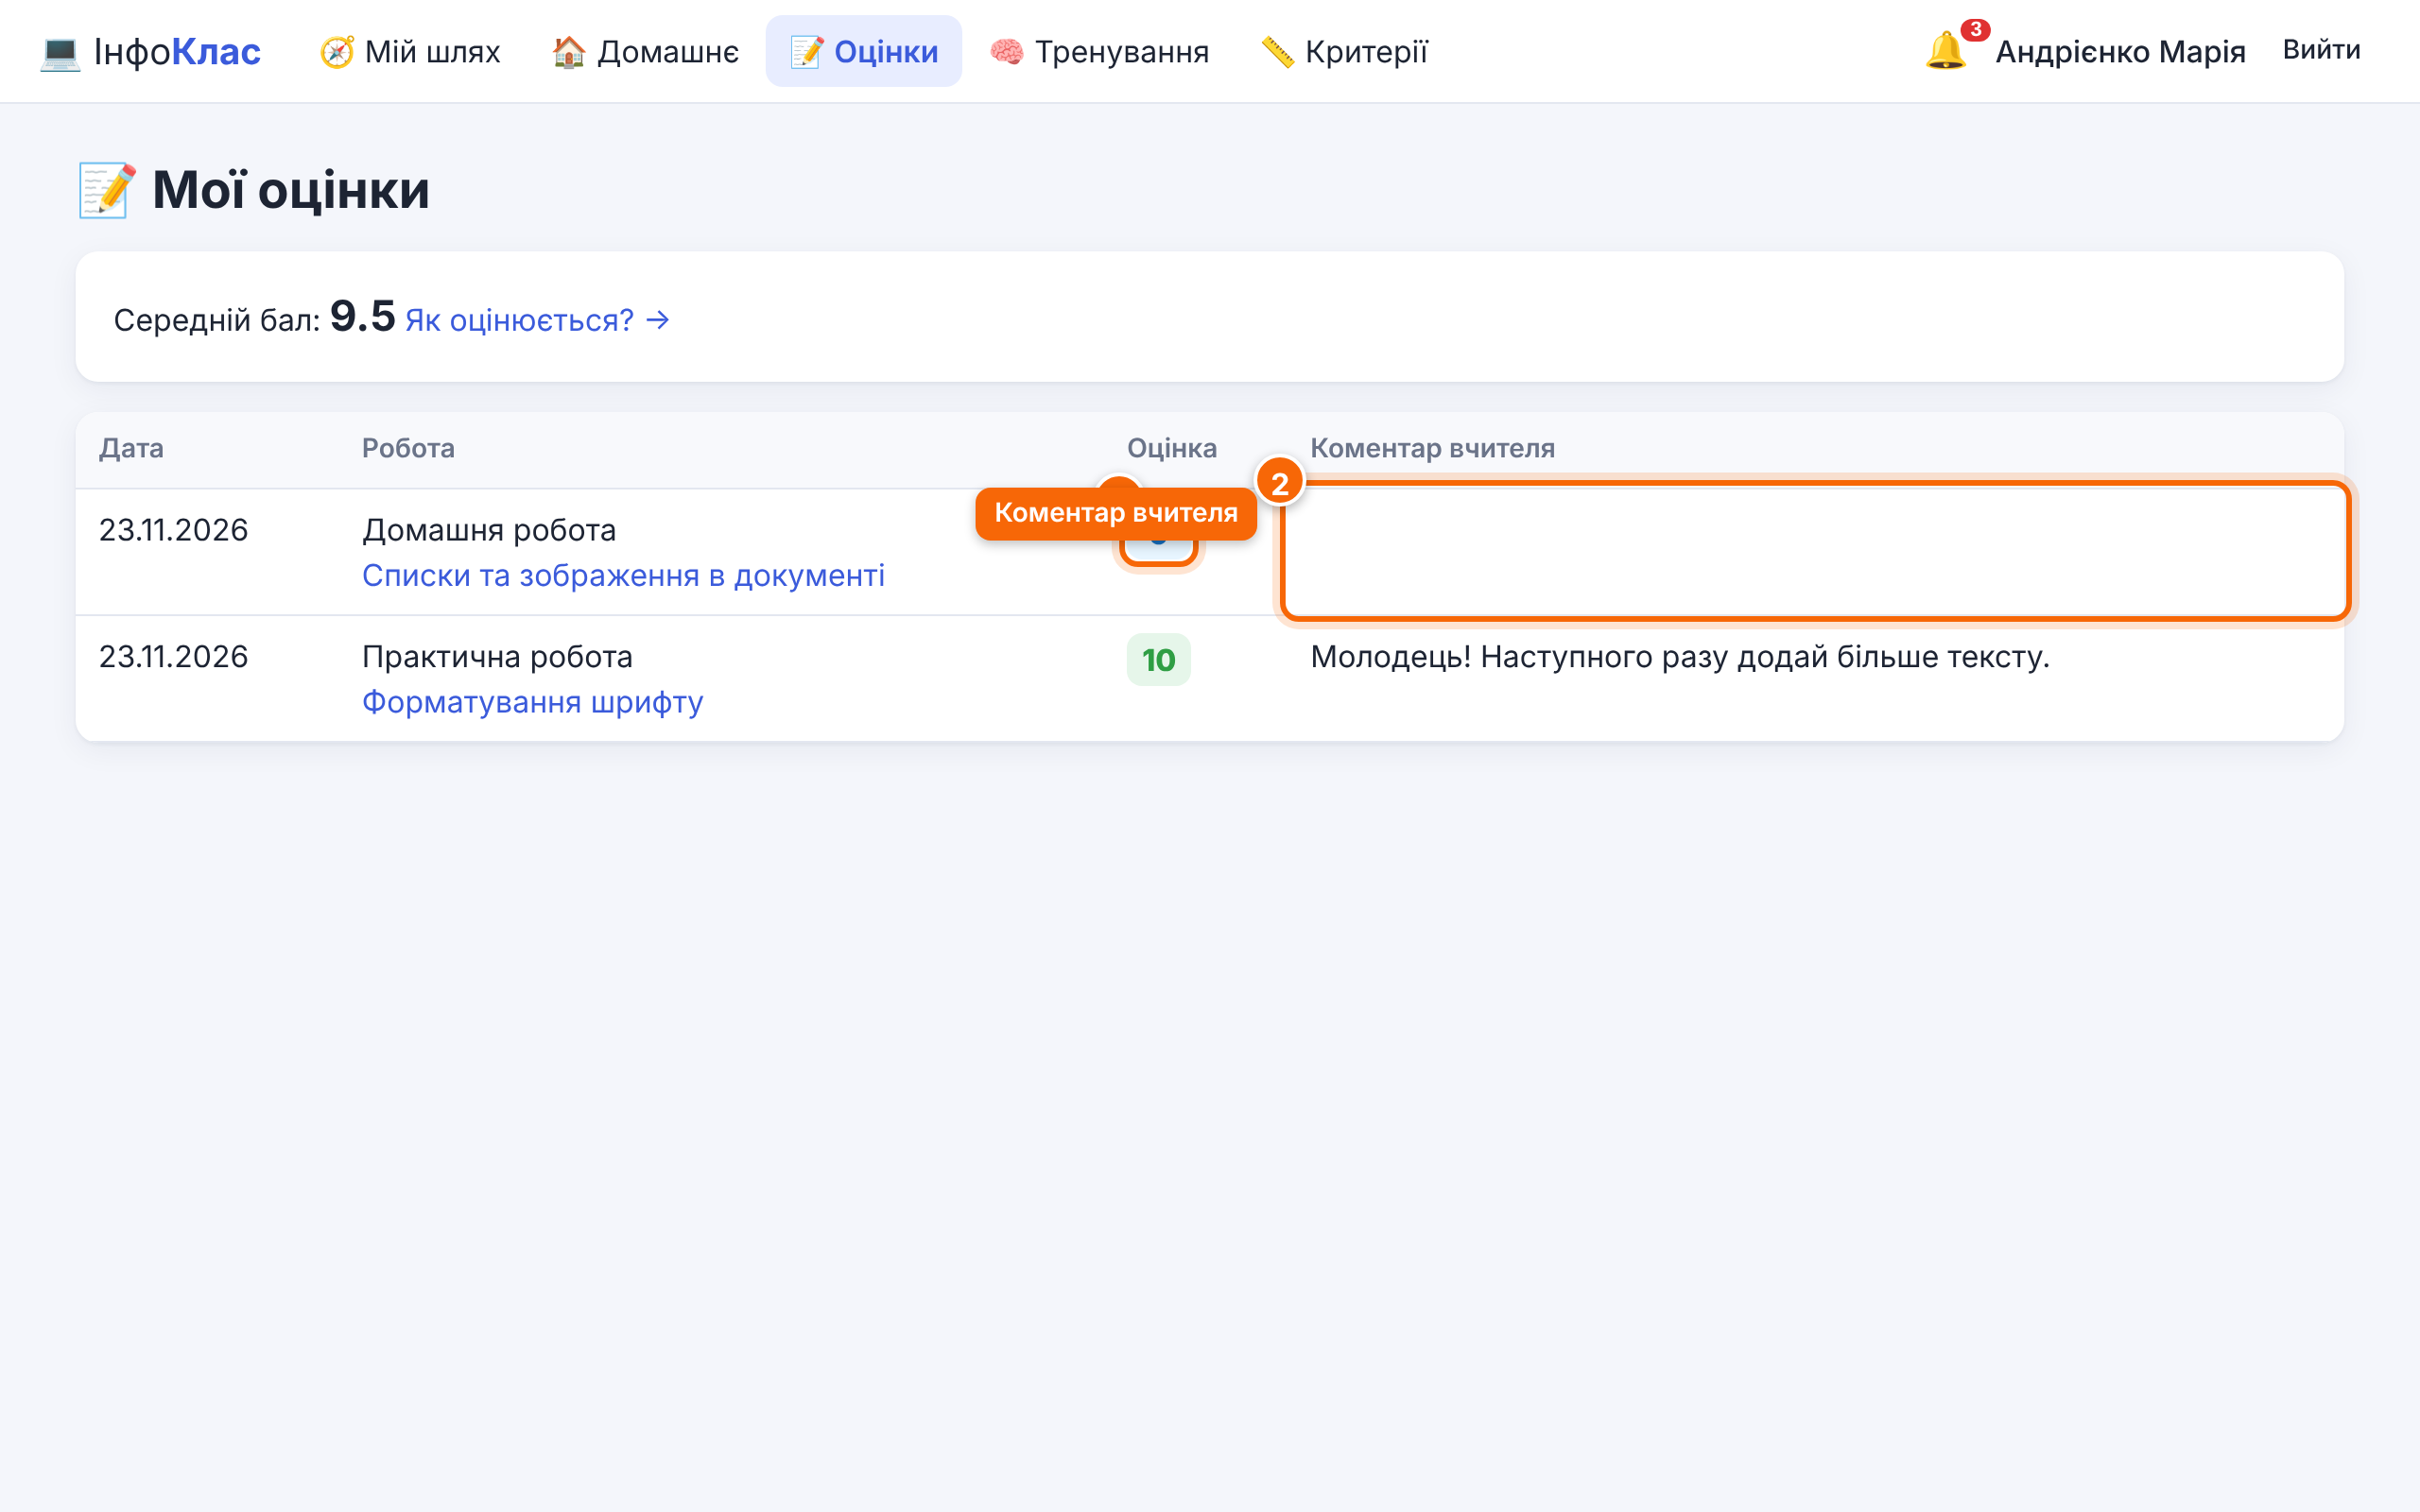 ІнфоКлас Мій шлях Домашнє Оцінки Тренування Критерії 3 Андрієнко Марія Вийти
Мої оцінки
Середній бал: 9.5 Як оцінюється? →
Дата Робота Оцінка Коментар вчителя
2
Коментар вчителя
23.11.2026 Домашня робота
Списки та зображення в документі
23.11.2026 Практична робота 10 Молодець! Наступного разу додай більше тексту.
Форматування шрифту